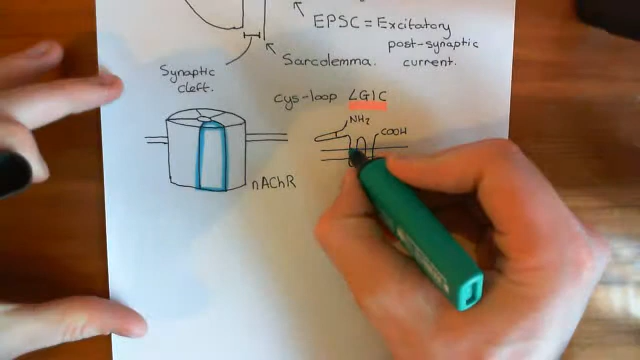 EPSC = Excitatory
post-synaptic
current.
Synaptic
cleft.
Sarcolemma.
cys-loop LGIC
NH2
COOH
nAChR